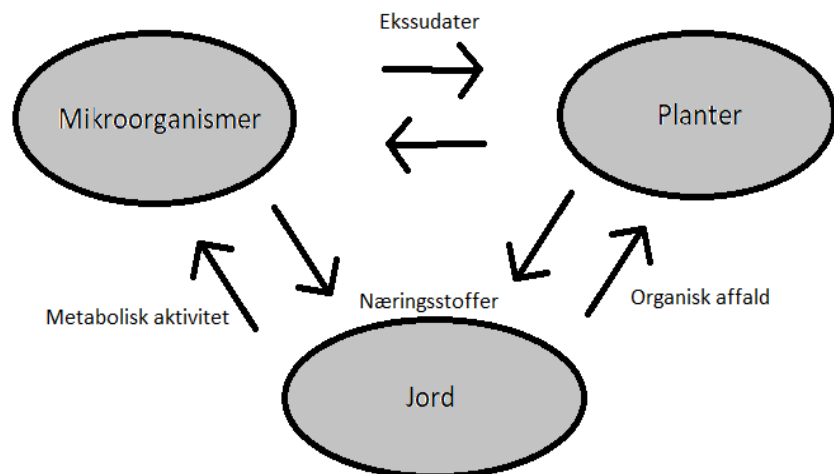 Ekssudater
Mikroorganismer
Planter
Næringsstoffer
Organisk affald
Metabolisk aktivitet
Jord